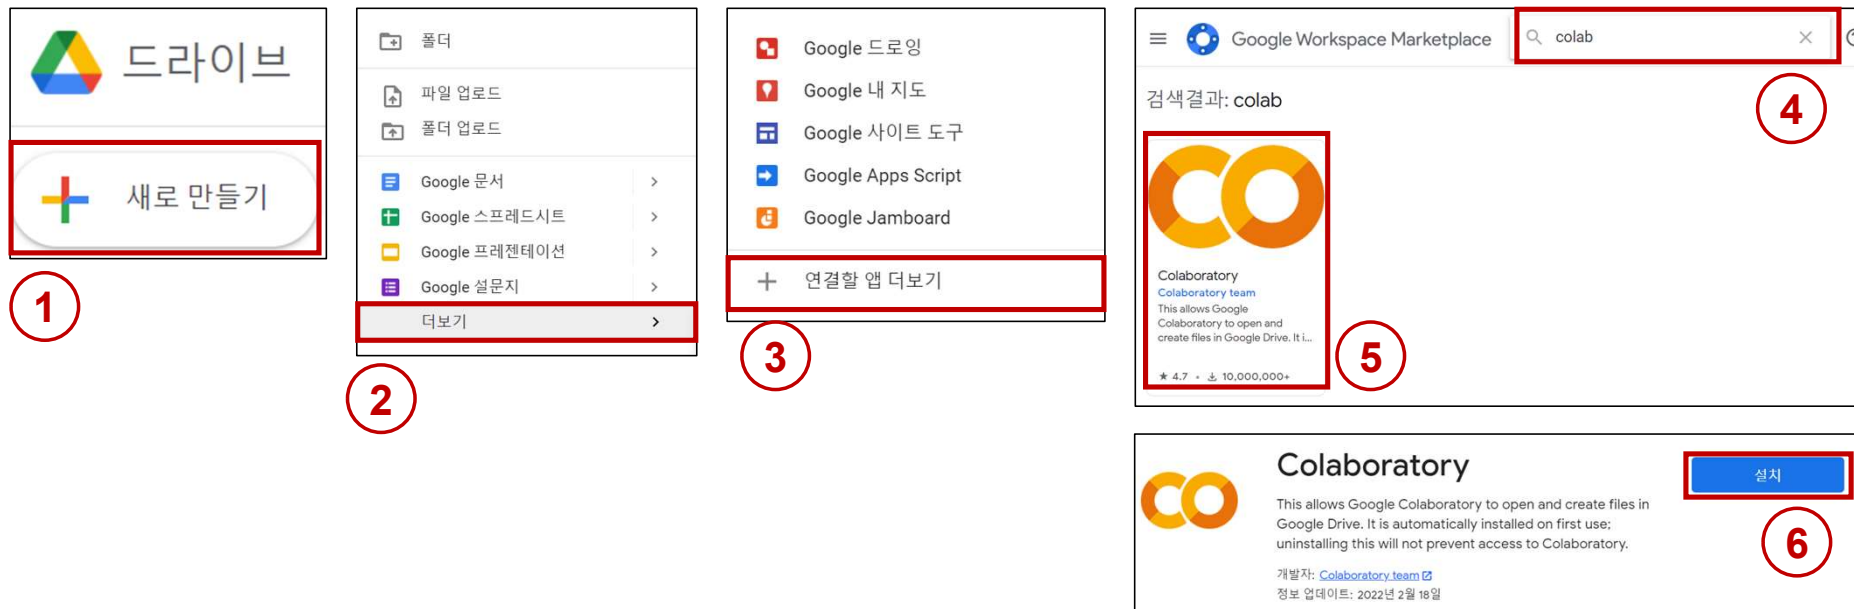 드라이브
새로 만들기
1
폴더
파일 업로드
폴더 업로드
Google 문서
Google 스프레드시트
Google 프레젠테이션
Google 설문지
더보기
2
Google 드로잉
Google 내 지도
Google 사이트 도구
Google Apps Script
Google Jamboard
연결할 앱 더보기
3
Google Workspace Marketplace
colab
4
검색결과: colab
Colaboratory
Colaboratory team
This allows Google
Colaboratory to open and
create files in Google Drive. It i...
★ 4.7 • 10,000,000+
5
Colaboratory
설치
This allows Google Colaboratory to open and create files in
Google Drive. It is automatically installed on first use;
uninstalling this will not prevent access to Colaboratory.
6
개발자: Colaboratory team
정보 업데이트: 2022년 2월 18일